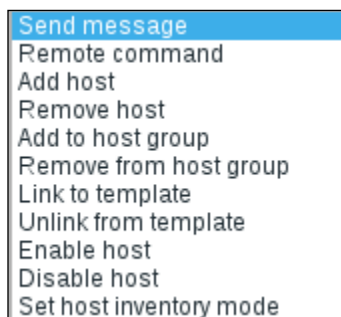 Send message
Remote command
Add host
Remove host
Add to host group
Remove from host group
Link to template
Unlink from template
Enable host
Disable host
Set host inventory mode